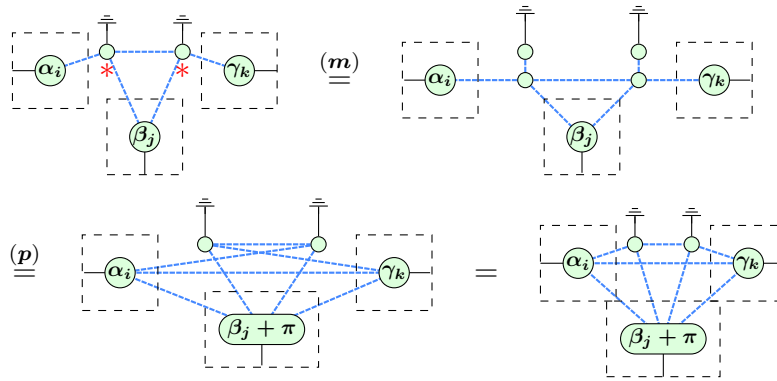 (m)
α_i * * γ_k = α_i γ_k
β_j β_j
(p)
= α_i γ_k = α_i γ_k
β_j + π β_j + π